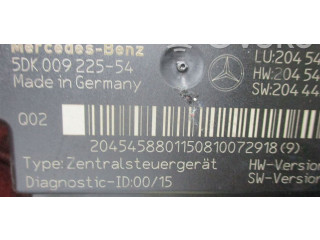 Mercedes-Benz
5DK 009 225-54 LU:204 54
Made in Germany HW:204 54
SW:204 44
Q02
2045458801150810072918(9)
Type:Zentralsteuergerät HW-Version
Diagnostic-ID:00/15 SW-Version